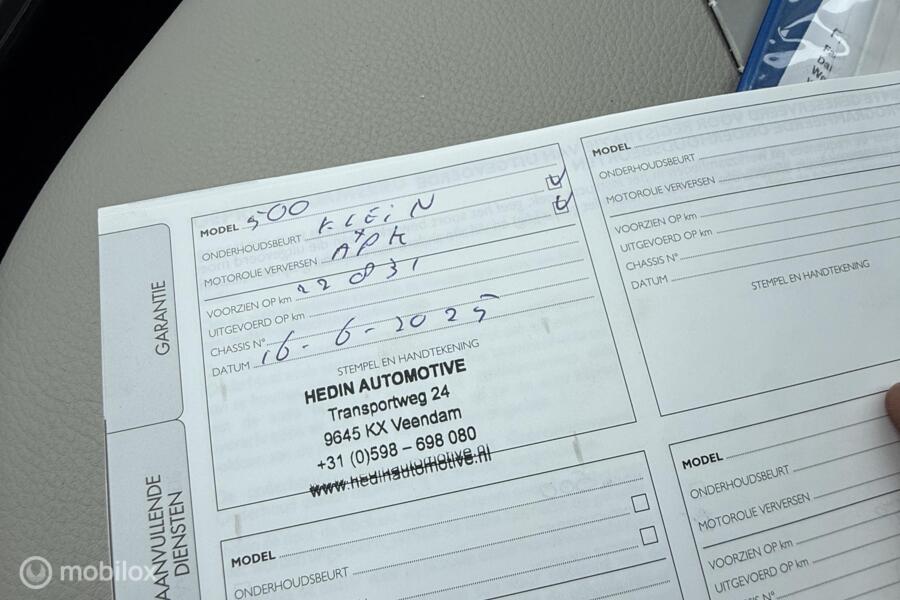 MODEL 500
ONDERHOUDSBEURT KLEIN
MOTOROLIE VERVERSEN + APK
VOORZIEN OP km 22 831
UITGEVOERD OP km
CHASSIS N°
DATUM 16-6-2025
STEMPEL EN HANDTEKENING
HEDIN AUTOMOTIVE
Transportweg 24
9645 KX Veendam
+31 (0)598 – 698 080
www.hedinautomotive.nl
MODEL
ONDERHOUDSBEURT
MOTOROLIE VERVERSEN
VOORZIEN OP km
UITGEVOERD OP km
CHASSIS N°
DATUM
STEMPEL EN HANDTEKENING
GARANTIE
AANVULLENDE
DIENSTEN
MODEL
ONDERHOUDSBEURT
MODEL
ONDERHOUDSBEURT
MOTOROLIE VERVERSEN
VOORZIEN OP km
UITGEVOERD OP km
mobilox